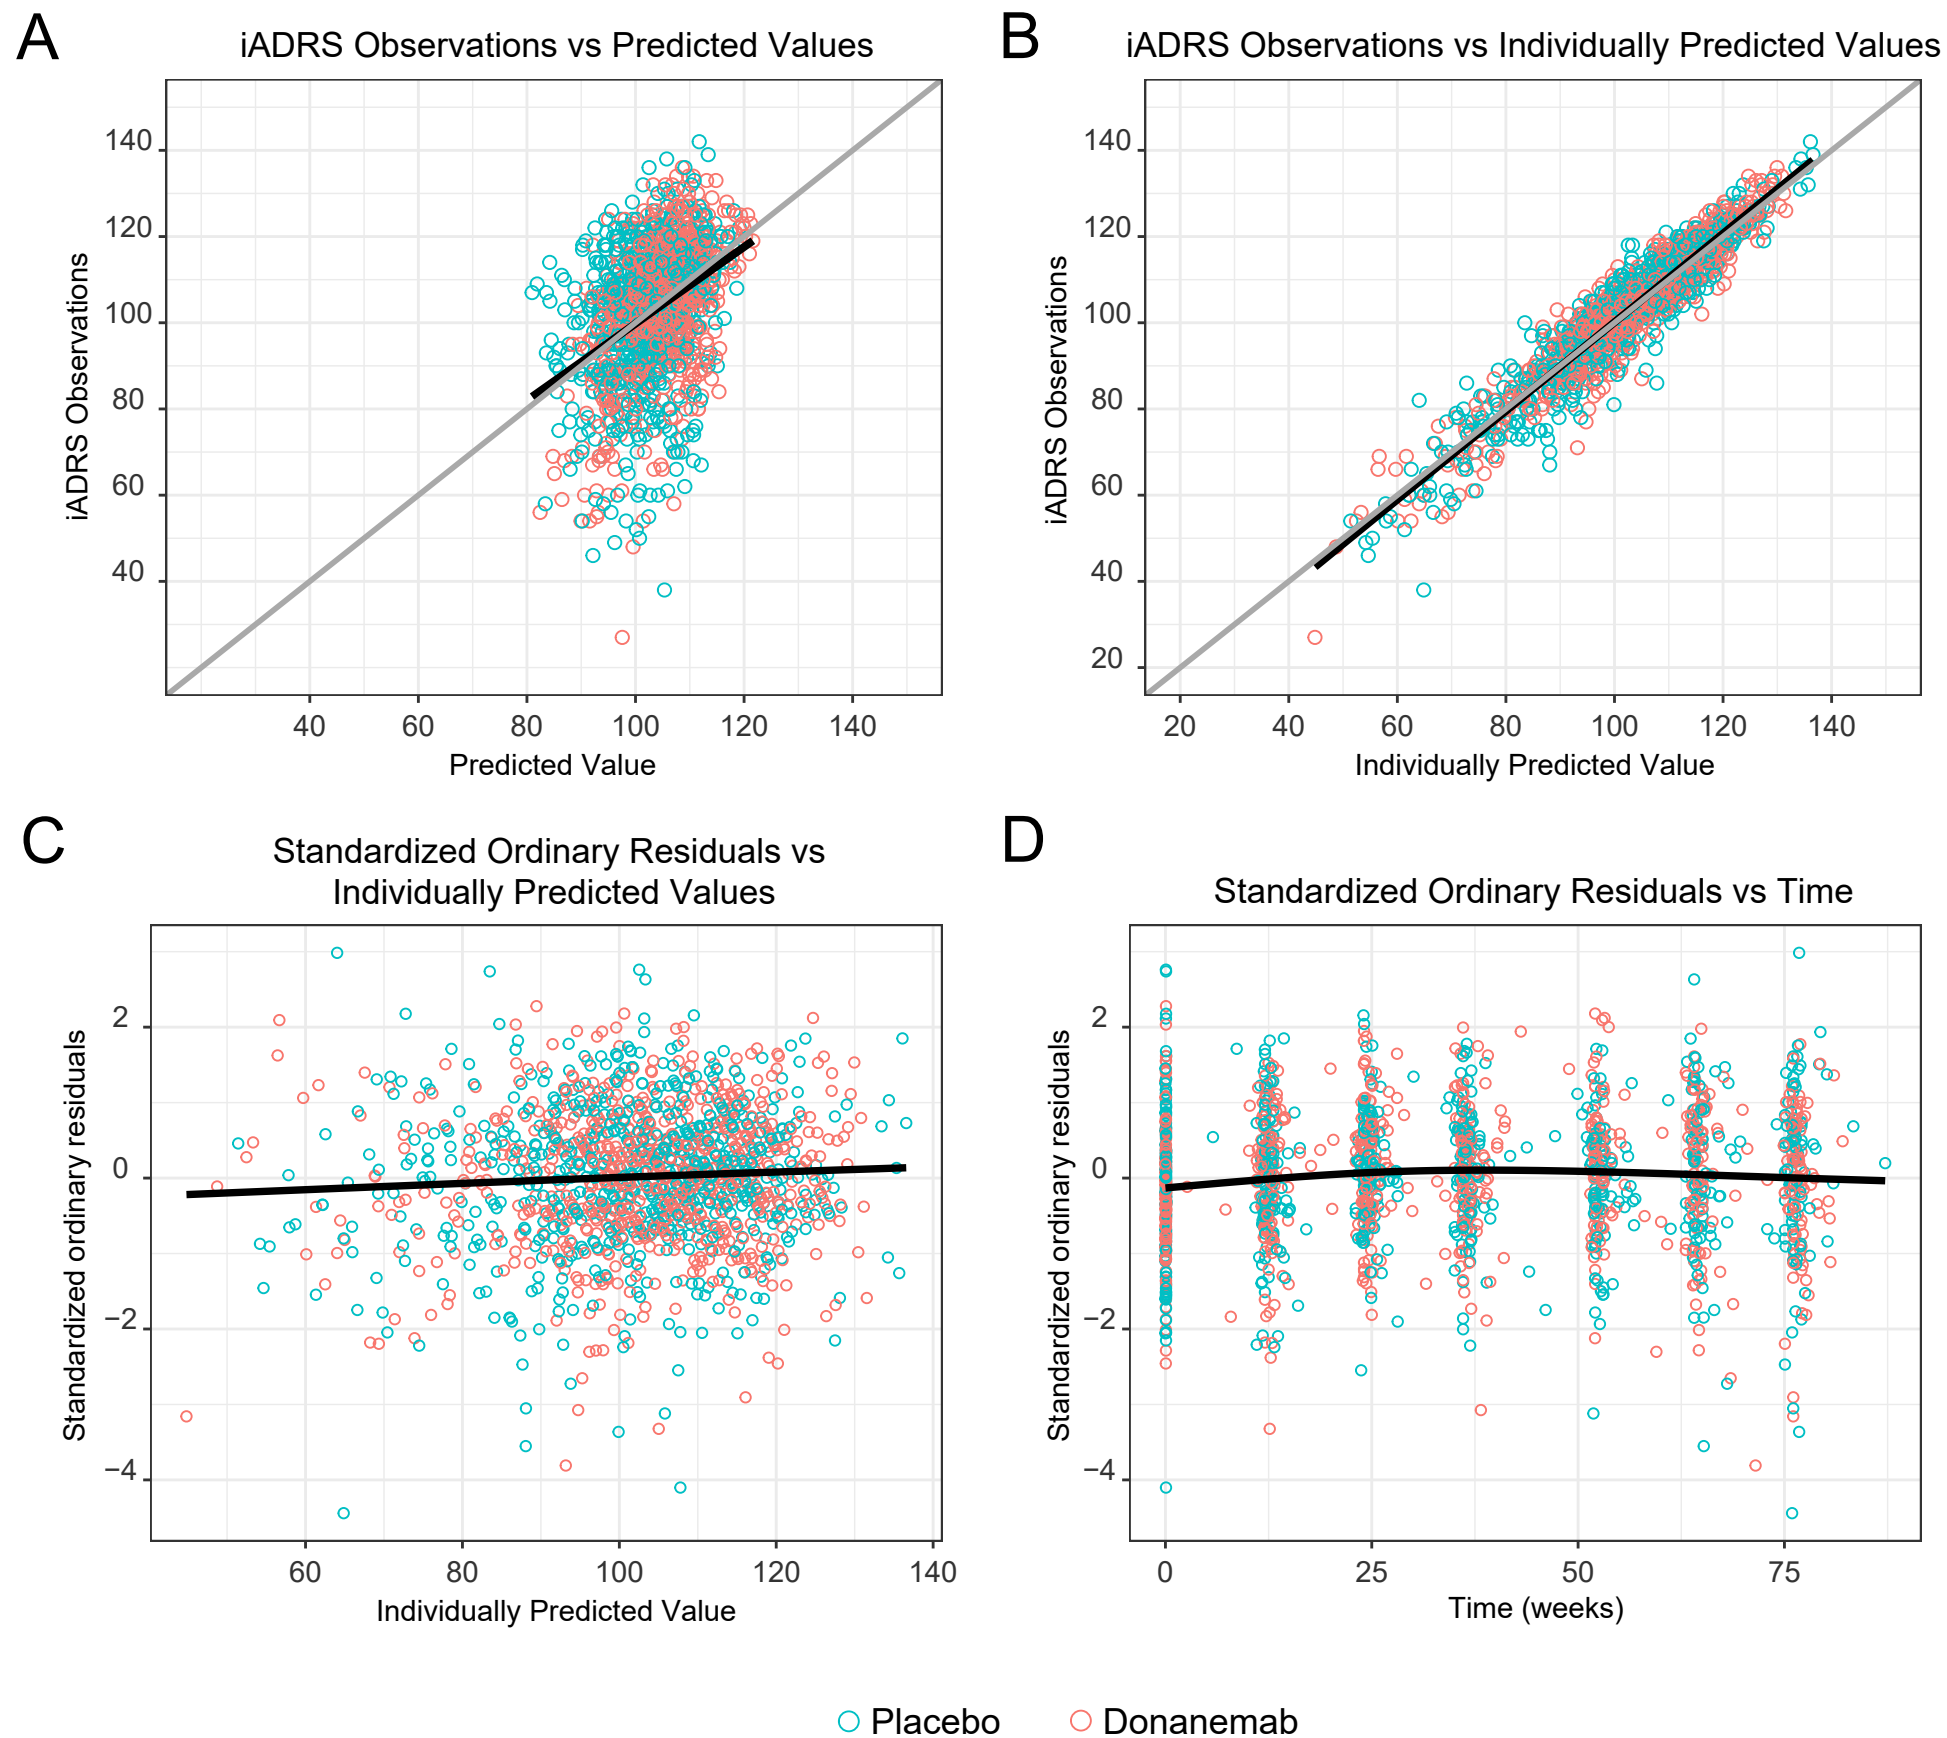 A
iADRS Observations vs Predicted Values
iADRS Observations
140
120
100
80
60
40
40 60 80 100 120 140
Predicted Value
B
iADRS Observations vs Individually Predicted Values
iADRS Observations
140
120
100
80
60
40
20
20 40 60 80 100 120 140
Individually Predicted Value
C
Standardized Ordinary Residuals vs
Individually Predicted Values
Standardized ordinary residuals
2
0
−2
−4
60 80 100 120 140
Individually Predicted Value
D
Standardized Ordinary Residuals vs Time
Standardized ordinary residuals
2
0
−2
−4
0 25 50 75
Time (weeks)
Placebo Donanemab